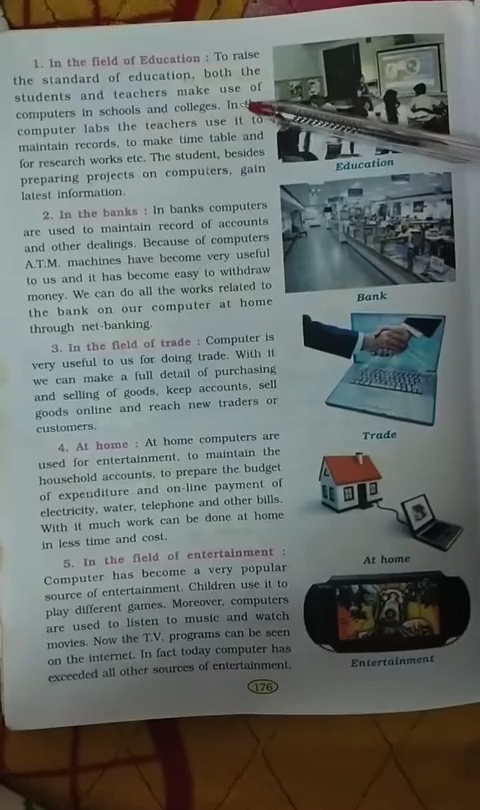 1. In the field of Education : To raise
the standard of education, both the
students and teachers make use of
computers in schools and colleges. In the
computer labs the teachers use it to
maintain records, to make time table and
for research works etc. The student, besides
preparing projects on computers, gain
latest information.
Education
2. In the banks : In banks computers
are used to maintain record of accounts
and other dealings. Because of computers
A.T.M. machines have become very useful
to us and it has become easy to withdraw
money. We can do all the works related to
the bank on our computer at home
through net-banking.
Bank
3. In the field of trade : Computer is
very useful to us for doing trade. With it
we can make a full detail of purchasing
and selling of goods, keep accounts, sell
goods online and reach new traders or
customers.
Trade
4. At home : At home computers are
used for entertainment, to maintain the
household accounts, to prepare the budget
of expenditure and on-line payment of
electricity, water, telephone and other bills.
With it much work can be done at home
in less time and cost.
At home
5. In the field of entertainment :
Computer has become a very popular
source of entertainment. Children use it to
play different games. Moreover, computers
are used to listen to music and watch
movies. Now the T.V. programs can be seen
on the internet. In fact today computer has
exceeded all other sources of entertainment.
Entertainment
176